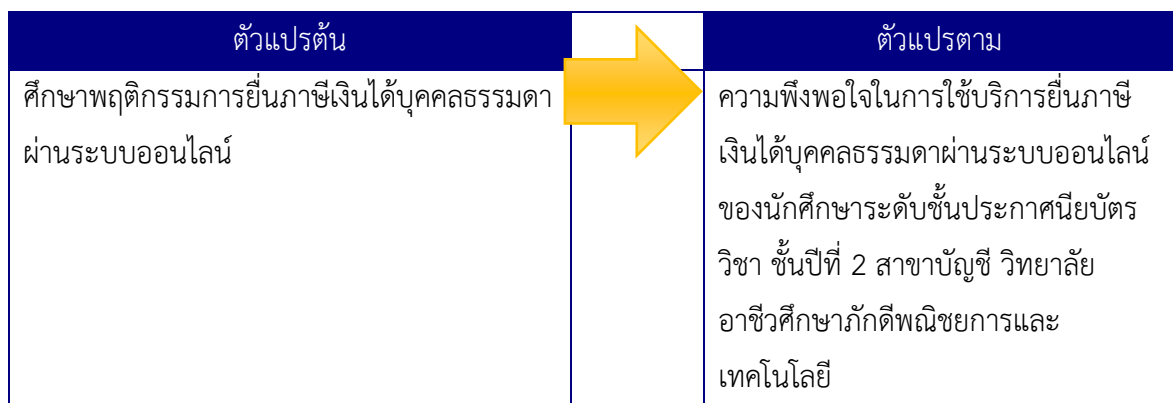 ตัวแปรต้น
ตัวแปรตาม
ศึกษาพฤติกรรมการยื่นภาษีเงินได้บุคคลธรรมดา
ผ่านระบบออนไลน์
ความพึงพอใจในการใช้บริการยื่นภาษี
เงินได้บุคคลธรรมดาผ่านระบบออนไลน์
ของนักศึกษาระดับชั้นประกาศนียบัตร
วิชา ชั้นปีที่ 2 สาขาบัญชี วิทยาลัย
อาชีวศึกษาภักดีพณิชยการและ
เทคโนโลยี